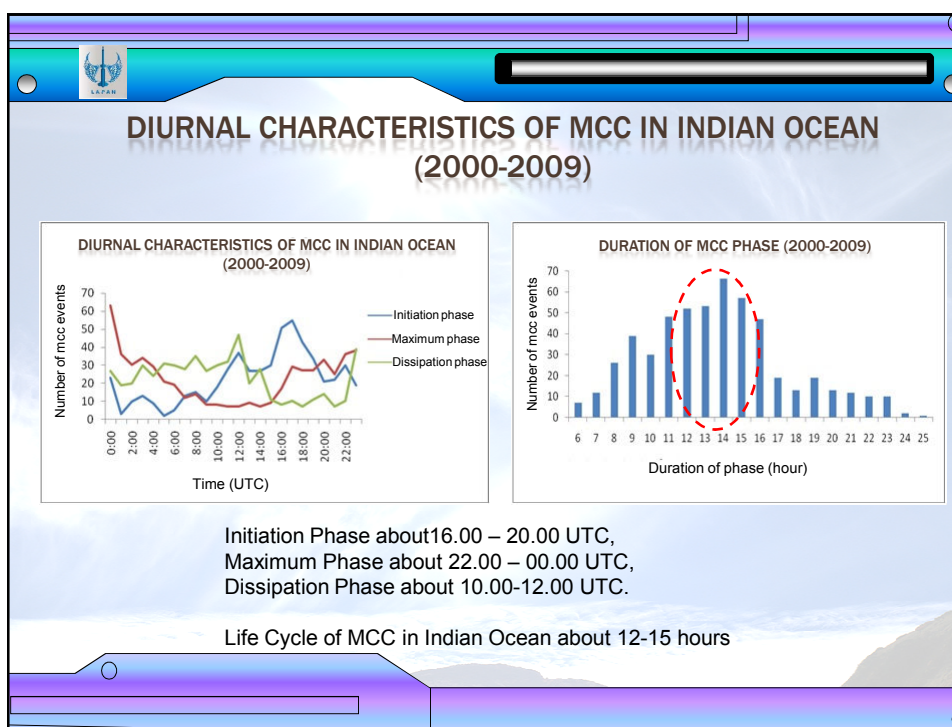 LAPAN
DIURNAL CHARACTERISTICS OF MCC IN INDIAN OCEAN
(2000-2009)
DIURNAL CHARACTERISTICS OF MCC IN INDIAN OCEAN
(2000-2009)
Number of mcc events
70
60
50
40
30
20
10
0
0:00
2:00
4:00
6:00
8:00
10:00
12:00
14:00
16:00
18:00
20:00
22:00
Time (UTC)
Initiation phase
Maximum phase
Dissipation phase
DURATION OF MCC PHASE (2000-2009)
Number of mcc events
70
60
50
40
30
20
10
0
6 7 8 9 10 11 12 13 14 15 16 17 18 19 20 21 22 23 24 25
Duration of phase (hour)
Initiation Phase about16.00 – 20.00 UTC,
Maximum Phase about 22.00 – 00.00 UTC,
Dissipation Phase about 10.00-12.00 UTC.
Life Cycle of MCC in Indian Ocean about 12-15 hours